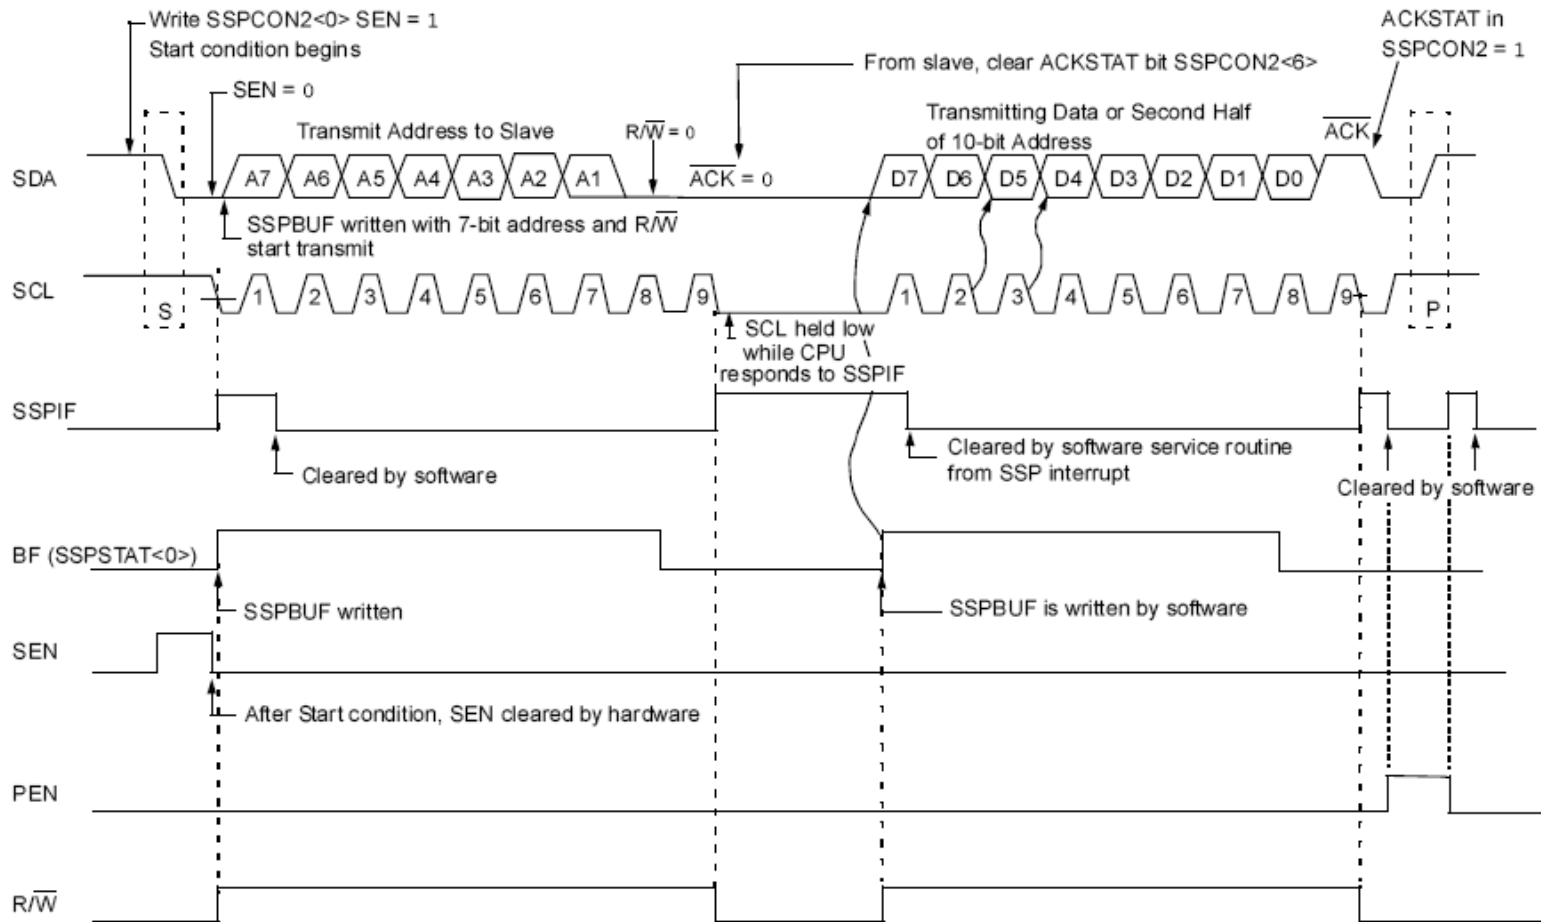 Write SSPCON2<0> SEN = 1
Start condition begins
ACKSTAT in
SSPCON2 = 1
From slave, clear ACKSTAT bit SSPCON2<6>
SEN = 0
Transmit Address to Slave
R/W̅ = 0
Transmitting Data or Second Half
of 10-bit Address
A̅C̅K̅
SDA
A7 A6 A5 A4 A3 A2 A1
A̅C̅K̅ = 0
D7 D6 D5 D4 D3 D2 D1 D0
SSPBUF written with 7-bit address and R/W̅
start transmit
SCL
S
1 2 3 4 5 6 7 8 9
1 2 3 4 5 6 7 8 9
P
SCL held low
while CPU
responds to SSPIF
SSPIF
Cleared by software
Cleared by software service routine
from SSP interrupt
Cleared by software
BF (SSPSTAT<0>)
SSPBUF written
SSPBUF is written by software
SEN
After Start condition, SEN cleared by hardware
PEN
R/W̅